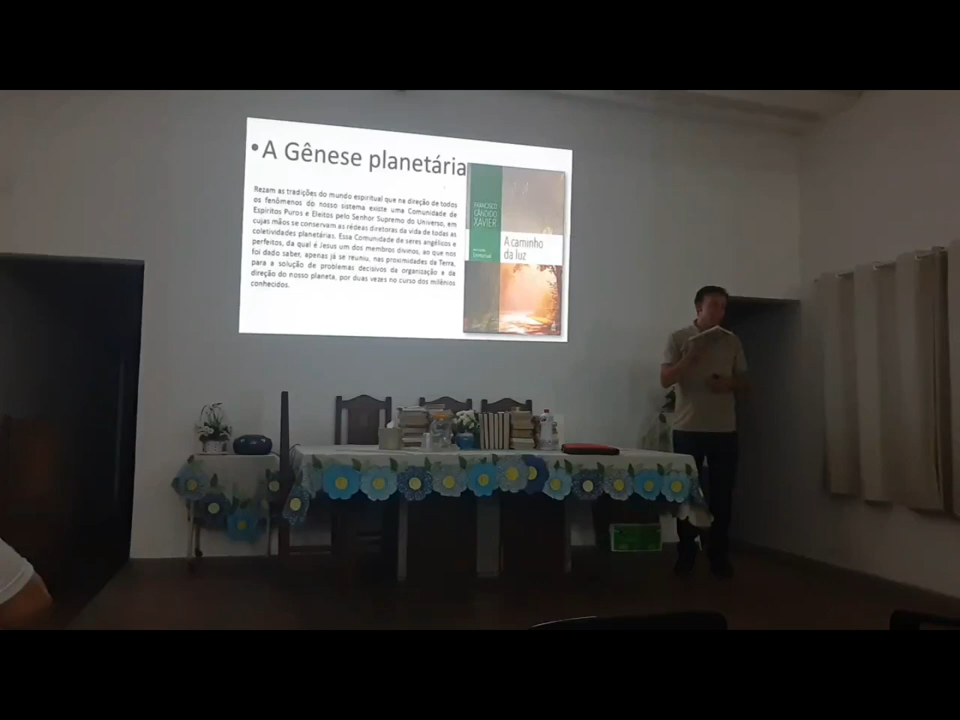 • A Gênese planetária
Rezam as tradições do mundo espiritual que na direção de todos
os fenômenos do nosso sistema existe uma Comunidade de
Espíritos Puros e Eleitos pelo Senhor Supremo do Universo, em
cujas mãos se conservam as rédeas diretoras da vida de todas as
coletividades planetárias. Essa Comunidade de seres angélicos e
perfeitos, da qual é Jesus um dos membros divinos, ao que nos
foi dado saber, apenas já se reuniu, nas proximidades da Terra,
para a solução de problemas decisivos da organização e da
direção do nosso planeta, por duas vezes no curso dos milênios
conhecidos.
FRANCISCO
CÂNDIDO
XAVIER
A caminho
da luz